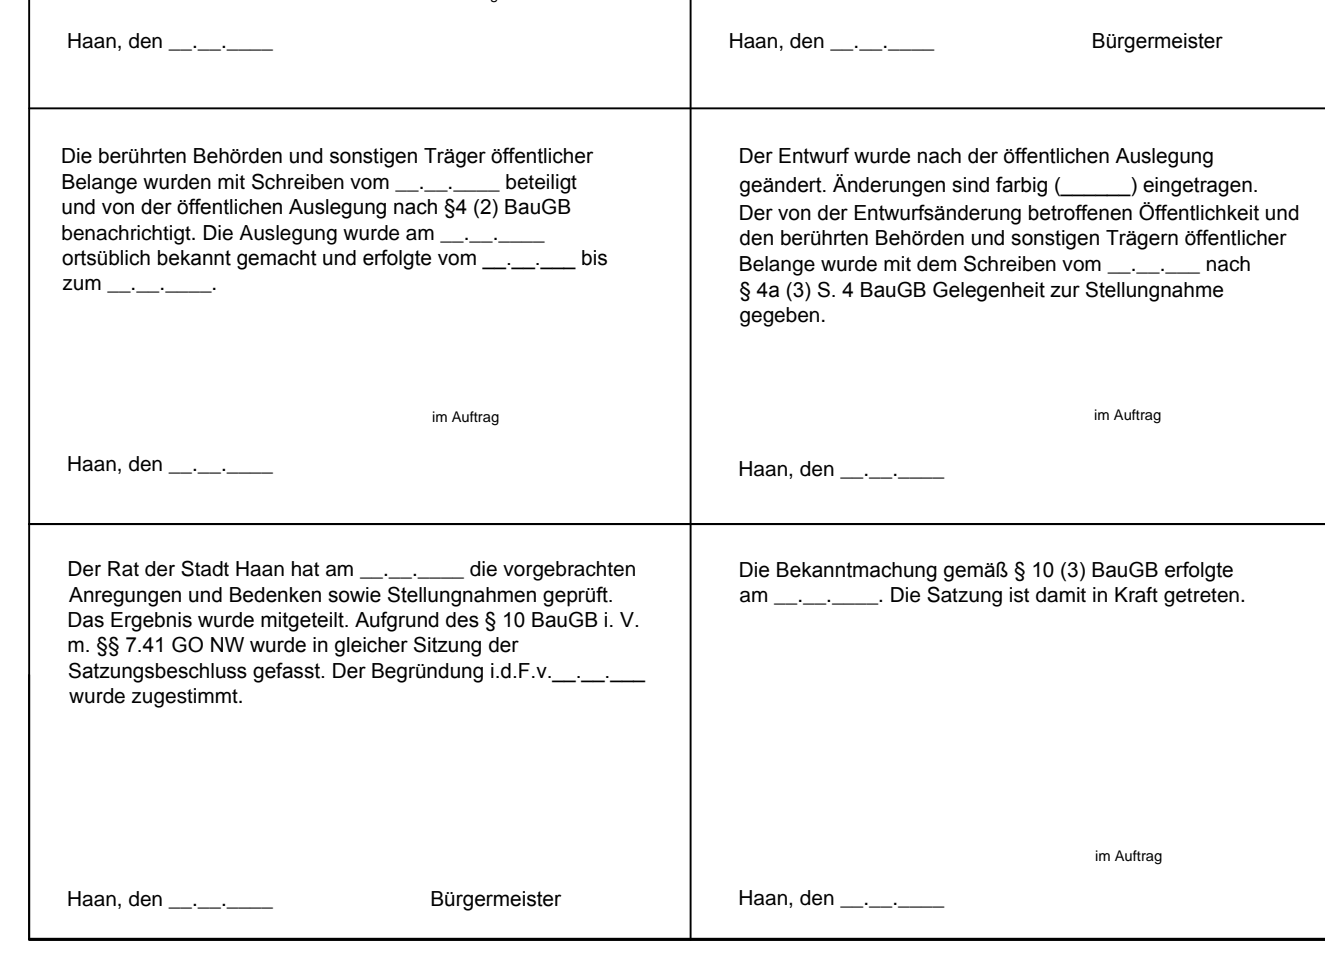 Haan, den __.__.____
Haan, den __.__.____ Bürgermeister
Die berührten Behörden und sonstigen Träger öffentlicher
Belange wurden mit Schreiben vom __.__.____ beteiligt
und von der öffentlichen Auslegung nach §4 (2) BauGB
benachrichtigt. Die Auslegung wurde am __.__.____
ortsüblich bekannt gemacht und erfolgte vom __.__.___ bis
zum __.__.____.
im Auftrag
Haan, den __.__.____
Der Entwurf wurde nach der öffentlichen Auslegung
geändert. Änderungen sind farbig (______) eingetragen.
Der von der Entwurfsänderung betroffenen Öffentlichkeit und
den berührten Behörden und sonstigen Trägern öffentlicher
Belange wurde mit dem Schreiben vom __.__.___ nach
§ 4a (3) S. 4 BauGB Gelegenheit zur Stellungnahme
gegeben.
im Auftrag
Haan, den __.__.____
Der Rat der Stadt Haan hat am __.__.____ die vorgebrachten
Anregungen und Bedenken sowie Stellungnahmen geprüft.
Das Ergebnis wurde mitgeteilt. Aufgrund des § 10 BauGB i. V.
m. §§ 7.41 GO NW wurde in gleicher Sitzung der
Satzungsbeschluss gefasst. Der Begründung i.d.F.v.__.__.___
wurde zugestimmt.
Haan, den __.__.____ Bürgermeister
Die Bekanntmachung gemäß § 10 (3) BauGB erfolgte
am __.__.____. Die Satzung ist damit in Kraft getreten.
im Auftrag
Haan, den __.__.____